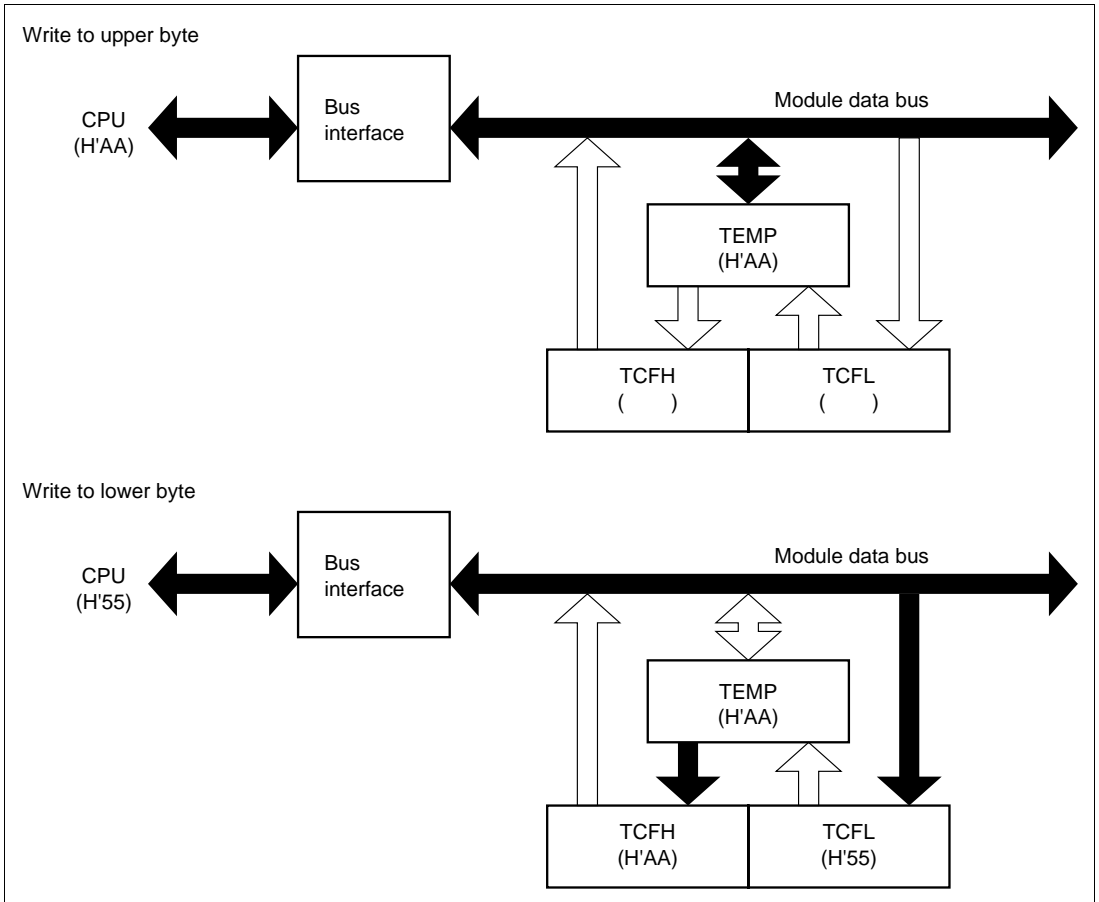 Write to upper byte
CPU
(H'AA)
Bus
interface
Module data bus
TEMP
(H'AA)
TCFH
( )
TCFL
( )
Write to lower byte
CPU
(H'55)
Bus
interface
Module data bus
TEMP
(H'AA)
TCFH
(H'AA)
TCFL
(H'55)